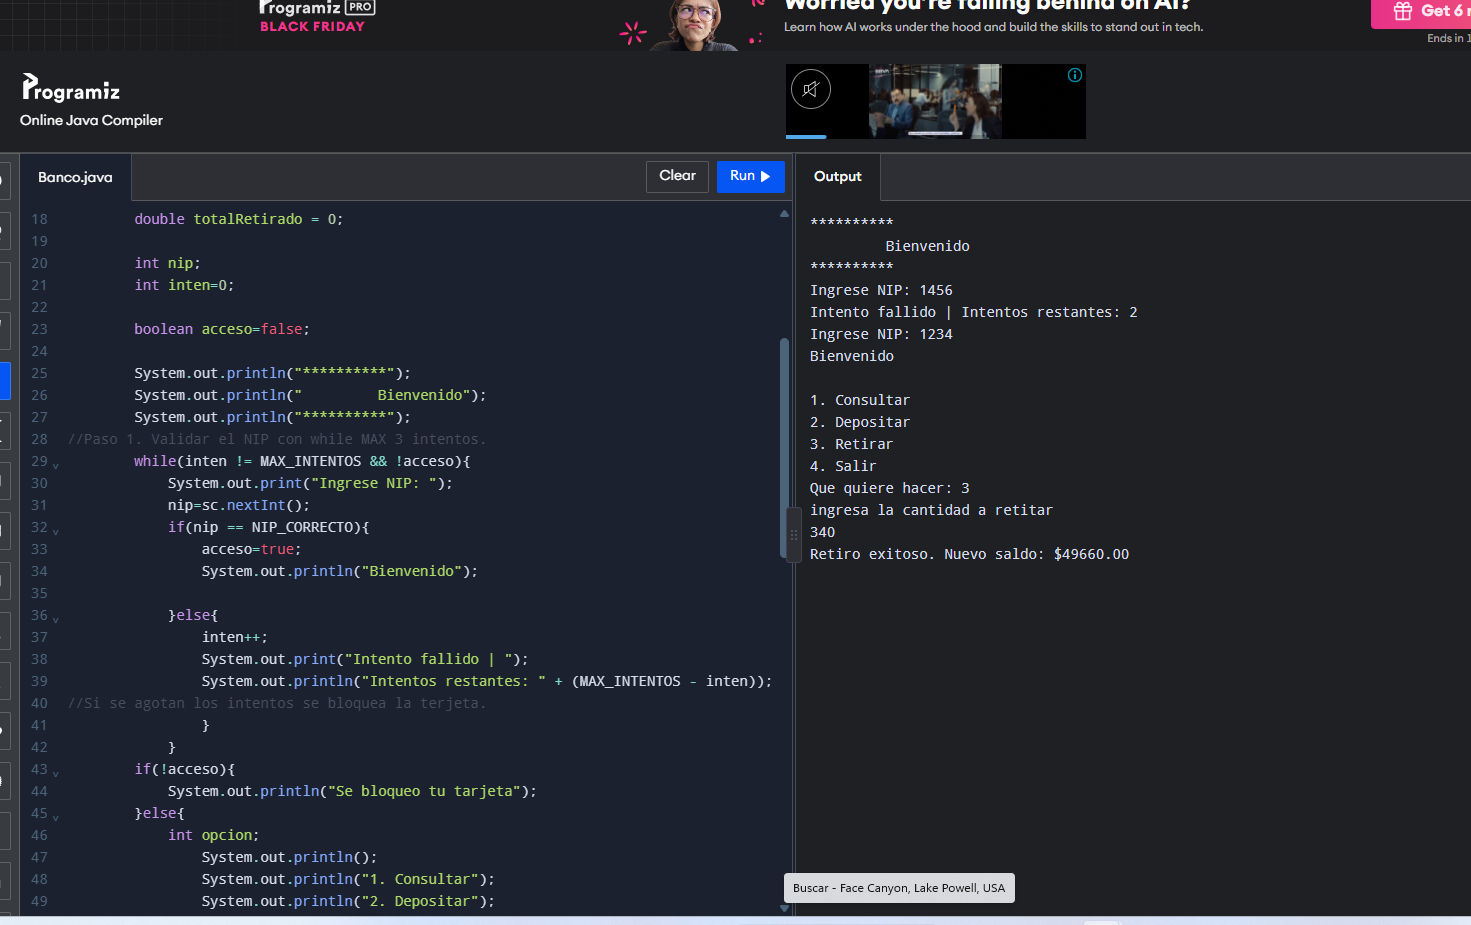 Programiz PRO
BLACK FRIDAY
Worried you're falling behind on AI?
Learn how AI works under the hood and build the skills to stand out in tech.
Get 6
Ends in 1
Programiz
Online Java Compiler
Banco.java
Clear
Run
18 double totalRetirado = 0;
19
20 int nip;
21 int inten=0;
22
23 boolean acceso=false;
24
25 System.out.println("**********");
26 System.out.println("         Bienvenido");
27 System.out.println("**********");
28 //Paso 1. Validar el NIP con while MAX 3 intentos.
29 while(inten != MAX_INTENTOS && !acceso){
30 System.out.print("Ingrese NIP: ");
31 nip=sc.nextInt();
32 if(nip == NIP_CORRECTO){
33 acceso=true;
34 System.out.println("Bienvenido");
35
36 }else{
37 inten++;
38 System.out.print("Intento fallido | ");
39 System.out.println("Intentos restantes: " + (MAX_INTENTOS - inten));
40 //Si se agotan los intentos se bloquea la terjeta.
41 }
42 }
43 if(!acceso){
44 System.out.println("Se bloqueo tu tarjeta");
45 }else{
46 int opcion;
47 System.out.println();
48 System.out.println("1. Consultar");
49 System.out.println("2. Depositar");
Output
**********
         Bienvenido
**********
Ingrese NIP: 1456
Intento fallido | Intentos restantes: 2
Ingrese NIP: 1234
Bienvenido
1. Consultar
2. Depositar
3. Retirar
4. Salir
Que quiere hacer: 3
ingresa la cantidad a retitar
340
Retiro exitoso. Nuevo saldo: $49660.00
Buscar - Face Canyon, Lake Powell, USA